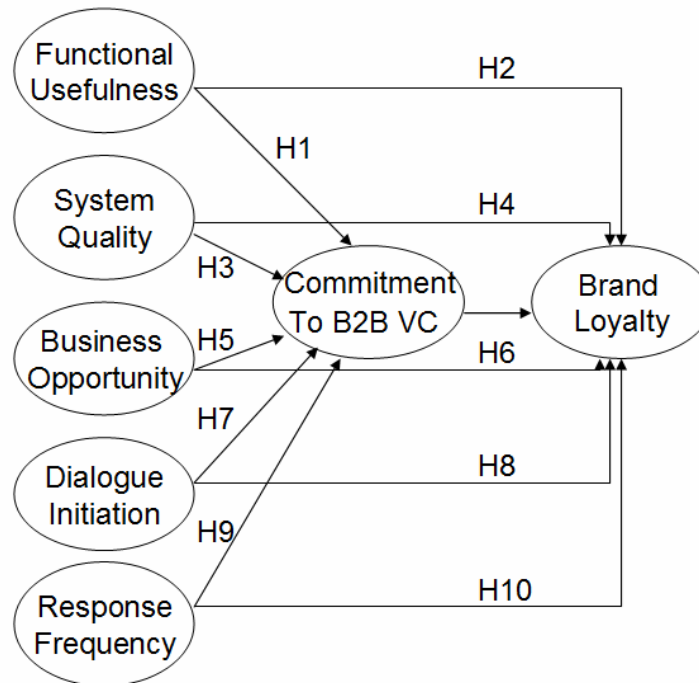 Functional
Usefulness
H2
H1
System
Quality
H4
H3
Commitment
To B2B VC
Brand
Loyalty
Business
Opportunity
H5
H6
H7
Dialogue
Initiation
H8
H9
Response
Frequency
H10